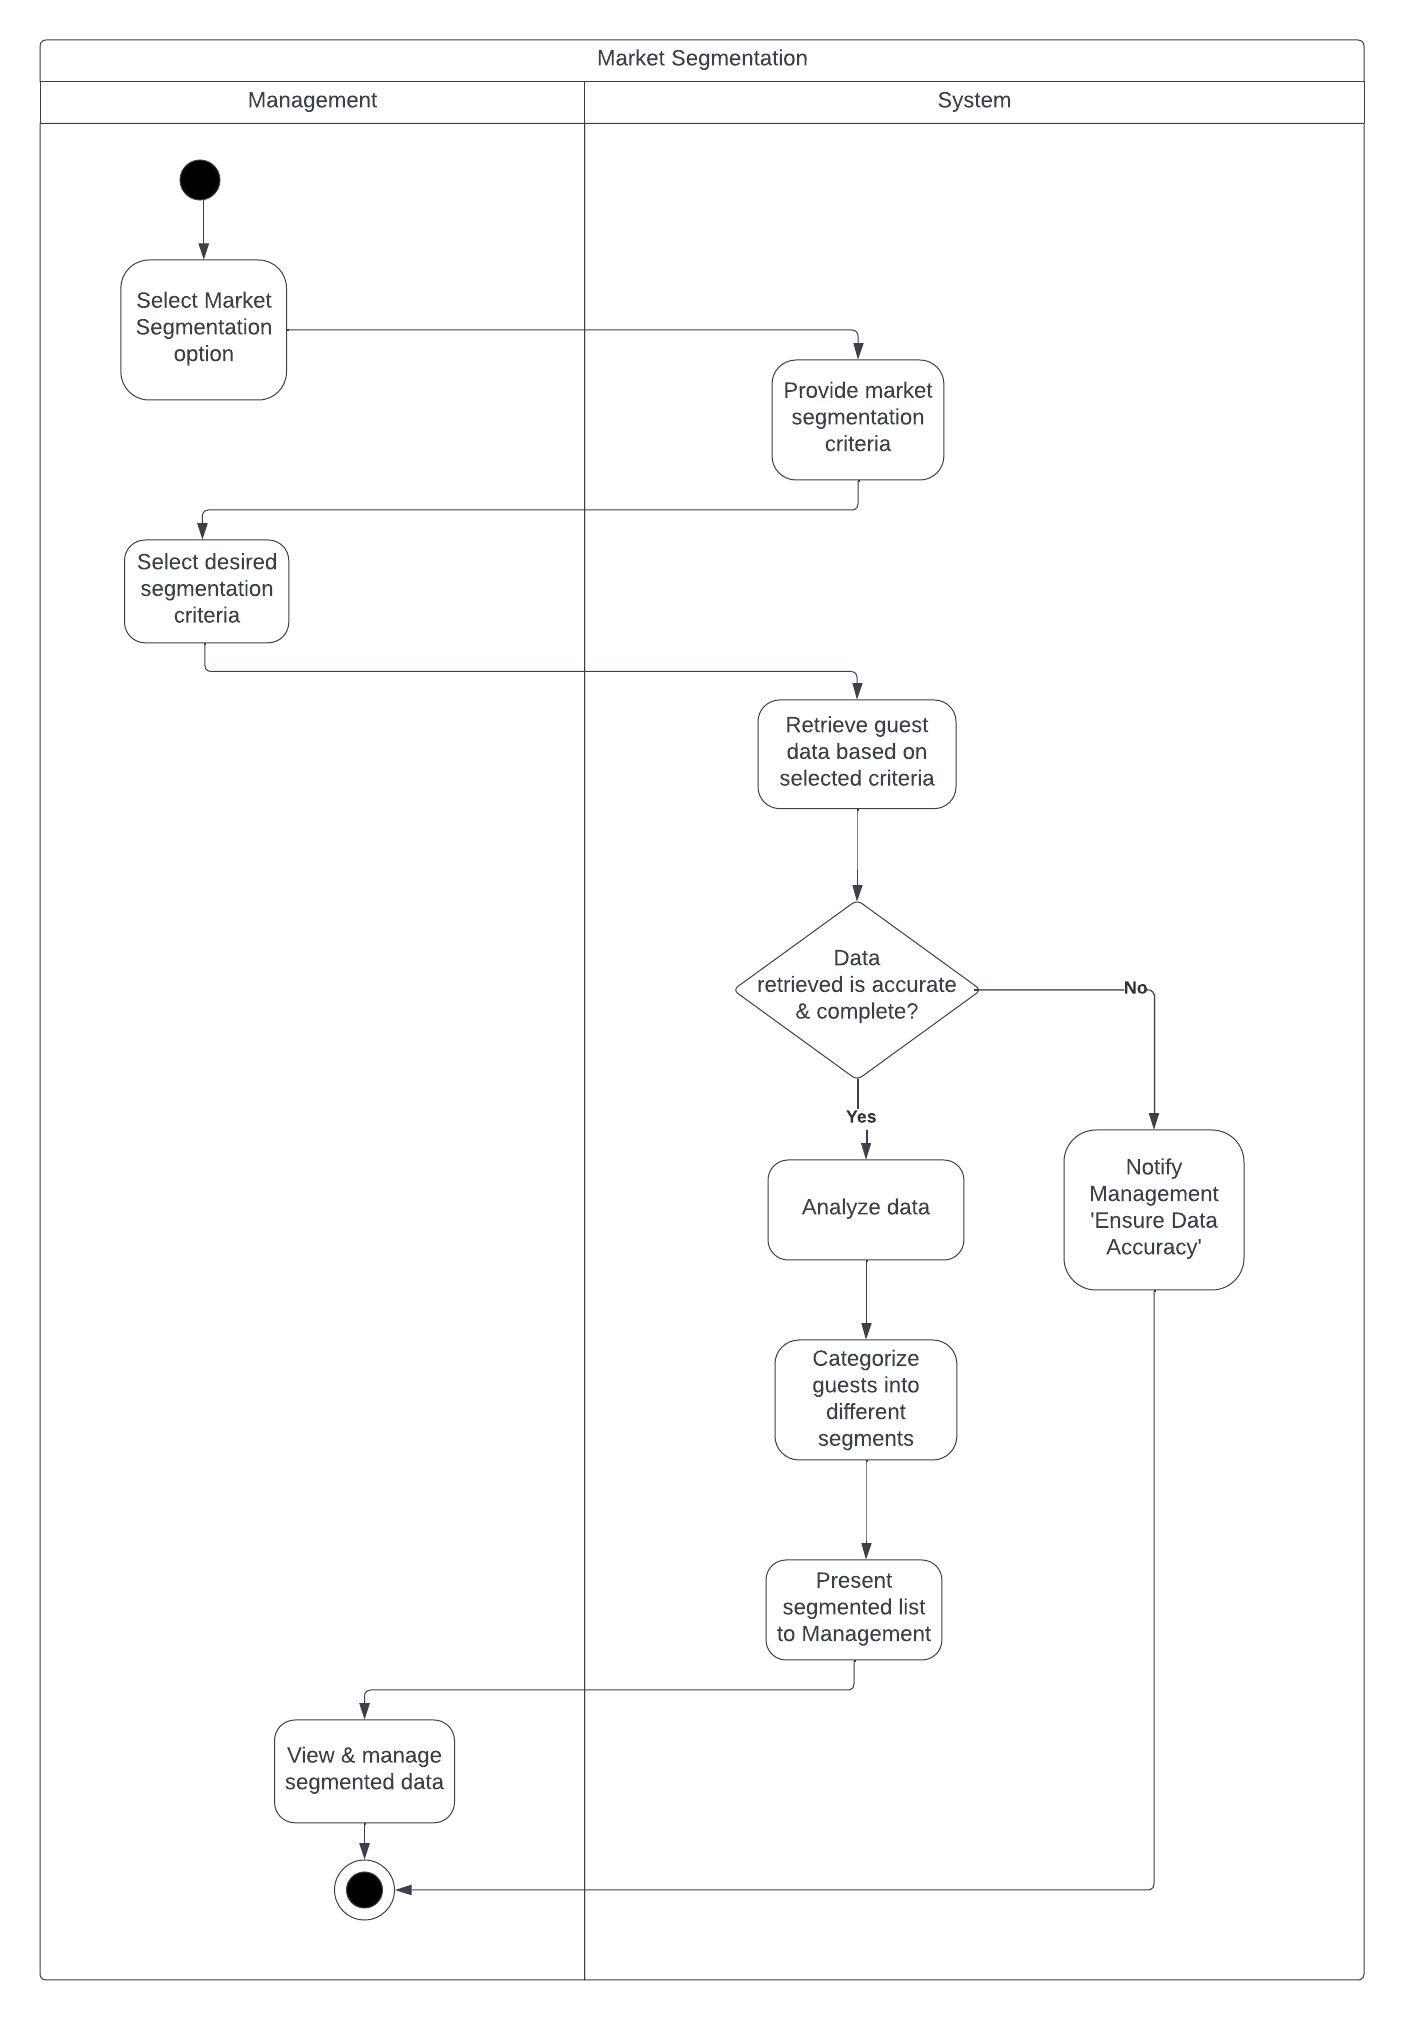 Market Segmentation
Management
System
Select Market
Segmentation
option
Provide market
segmentation
criteria
Select desired
segmentation
criteria
Retrieve guest
data based on
selected criteria
Data
retrieved is accurate
& complete?
No
Yes
Analyze data
Notify
Management
'Ensure Data
Accuracy'
Categorize
guests into
different
segments
Present
segmented list
to Management
View & manage
segmented data